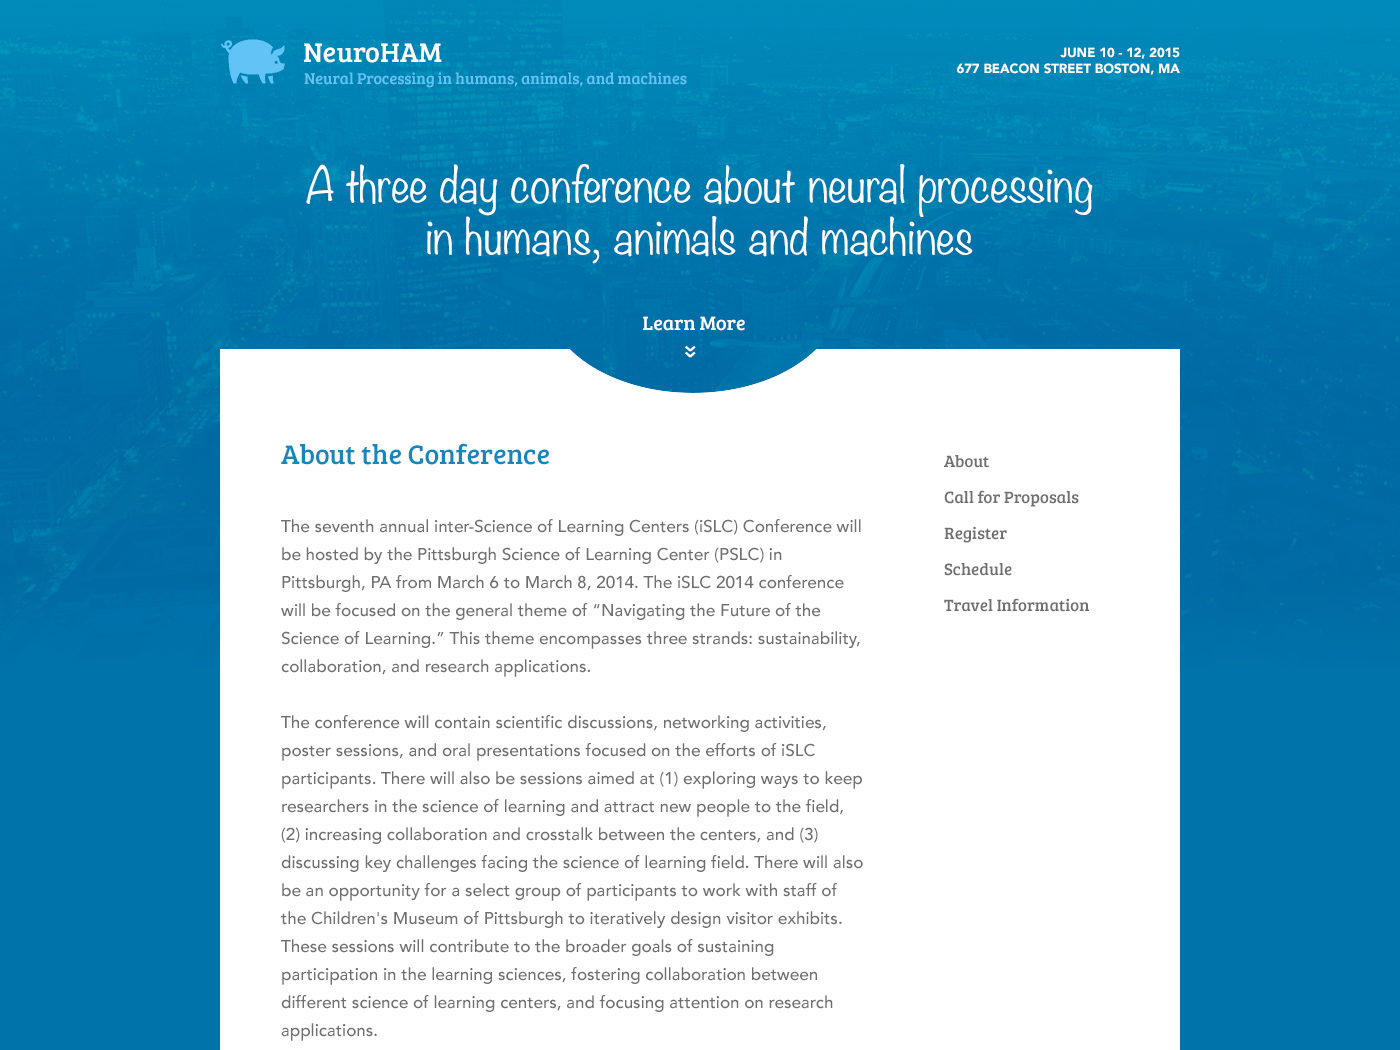 NeuroHAM
Neural Processing in humans, animals, and machines
JUNE 10 - 12, 2015
677 BEACON STREET BOSTON, MA
A three day conference about neural processing
in humans, animals and machines
Learn More
About the Conference
The seventh annual inter-Science of Learning Centers (iSLC) Conference will
be hosted by the Pittsburgh Science of Learning Center (PSLC) in
Pittsburgh, PA from March 6 to March 8, 2014. The iSLC 2014 conference
will be focused on the general theme of “Navigating the Future of the
Science of Learning.” This theme encompasses three strands: sustainability,
collaboration, and research applications.
The conference will contain scientific discussions, networking activities,
poster sessions, and oral presentations focused on the efforts of iSLC
participants. There will also be sessions aimed at (1) exploring ways to keep
researchers in the science of learning and attract new people to the field,
(2) increasing collaboration and crosstalk between the centers, and (3)
discussing key challenges facing the science of learning field. There will also
be an opportunity for a select group of participants to work with staff of
the Children's Museum of Pittsburgh to iteratively design visitor exhibits.
These sessions will contribute to the broader goals of sustaining
participation in the learning sciences, fostering collaboration between
different science of learning centers, and focusing attention on research
applications.
About
Call for Proposals
Register
Schedule
Travel Information